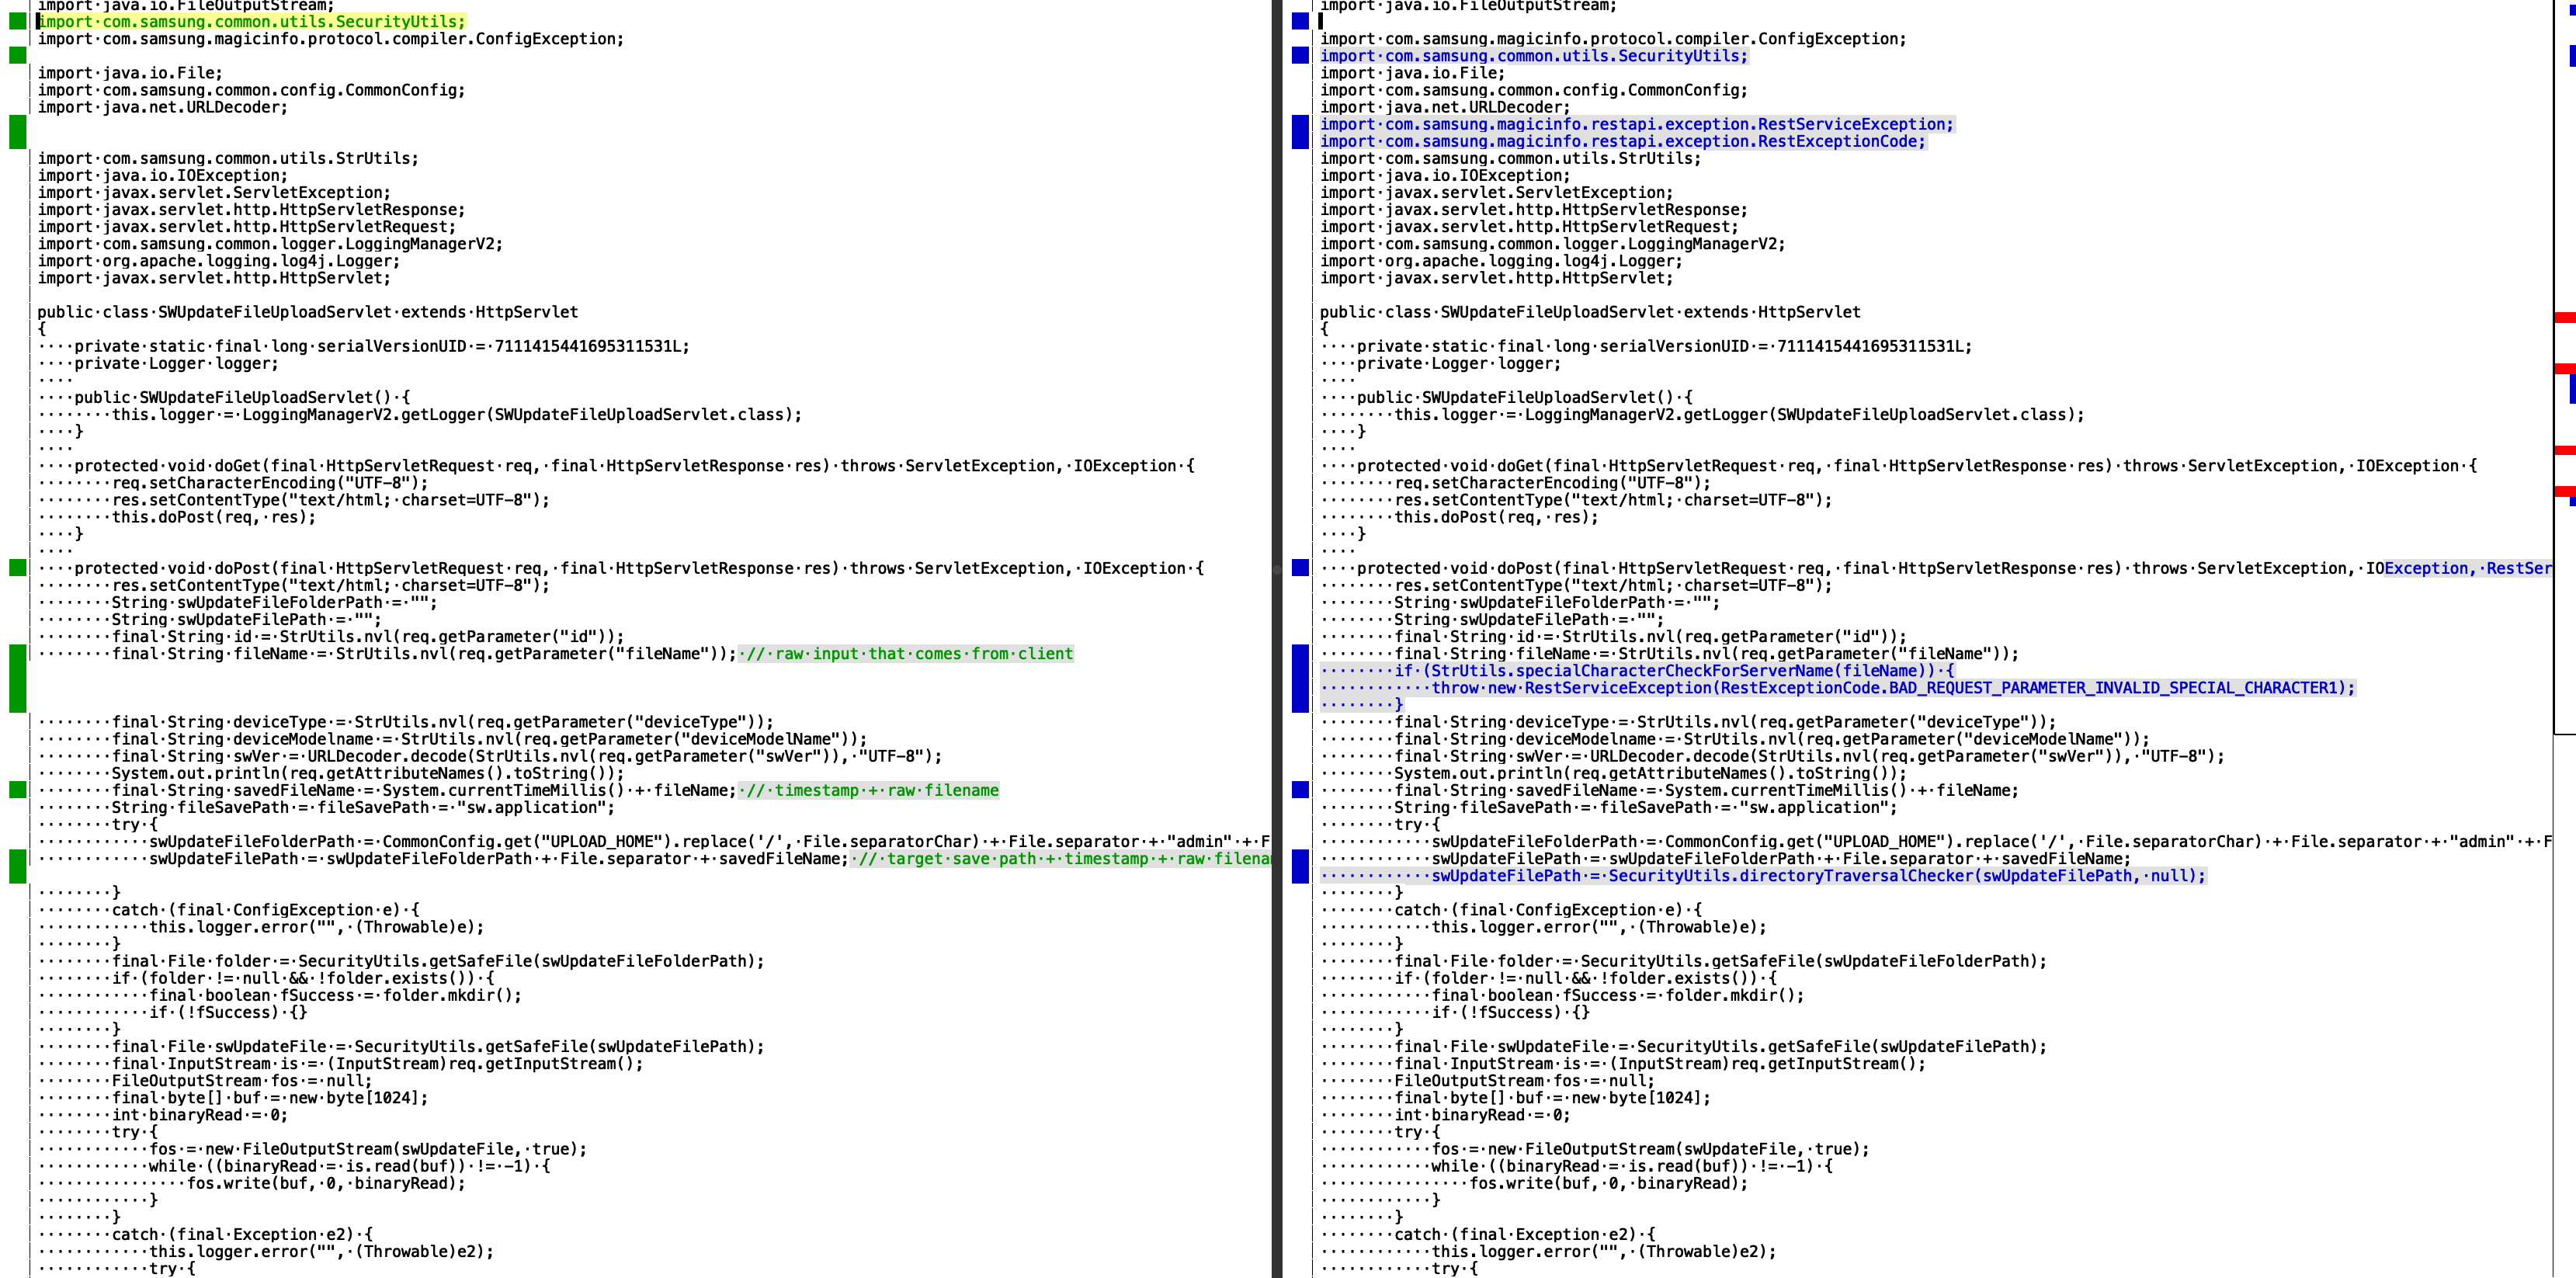 import java.io.FileOutputStream;
import com.samsung.common.utils.SecurityUtils;
import com.samsung.magicinfo.protocol.compiler.ConfigException;
import java.io.File;
import com.samsung.common.config.CommonConfig;
import java.net.URLDecoder;
import com.samsung.common.utils.StrUtils;
import java.io.IOException;
import javax.servlet.ServletException;
import javax.servlet.http.HttpServletResponse;
import javax.servlet.http.HttpServletRequest;
import com.samsung.common.logger.LoggingManagerV2;
import org.apache.logging.log4j.Logger;
import javax.servlet.http.HttpServlet;
public class SWUpdateFileUploadServlet extends HttpServlet
{
    private static final long serialVersionUID = 7111415441695311531L;
    private Logger logger;
    public SWUpdateFileUploadServlet() {
        this.logger = LoggingManagerV2.getLogger(SWUpdateFileUploadServlet.class);
    }
    protected void doGet(final HttpServletRequest req, final HttpServletResponse res) throws ServletException, IOException {
        req.setCharacterEncoding("UTF-8");
        res.setContentType("text/html; charset=UTF-8");
        this.doPost(req, res);
    }
    protected void doPost(final HttpServletRequest req, final HttpServletResponse res) throws ServletException, IOException {
        res.setContentType("text/html; charset=UTF-8");
        String swUpdateFileFolderPath = "";
        String swUpdateFilePath = "";
        final String id = StrUtils.nvl(req.getParameter("id"));
        final String fileName = StrUtils.nvl(req.getParameter("fileName")); // raw input that comes from client
        final String deviceType = StrUtils.nvl(req.getParameter("deviceType"));
        final String deviceModelname = StrUtils.nvl(req.getParameter("deviceModelName"));
        final String swVer = URLDecoder.decode(StrUtils.nvl(req.getParameter("swVer")), "UTF-8");
        System.out.println(req.getAttributeNames().toString());
        final String savedFileName = System.currentTimeMillis() + fileName; // timestamp + raw filename
        String fileSavePath = fileSavePath = "sw.application";
        try {
            swUpdateFileFolderPath = CommonConfig.get("UPLOAD_HOME").replace('/', File.separatorChar) + File.separator + "admin" + F
            swUpdateFilePath = swUpdateFileFolderPath + File.separator + savedFileName; // target save path + timestamp + raw filena
        }
        catch (final ConfigException e) {
            this.logger.error("", (Throwable)e);
        }
        final File folder = SecurityUtils.getSafeFile(swUpdateFileFolderPath);
        if (folder != null && !folder.exists()) {
            final boolean fSuccess = folder.mkdir();
            if (!fSuccess) {}
        }
        final File swUpdateFile = SecurityUtils.getSafeFile(swUpdateFilePath);
        final InputStream is = (InputStream)req.getInputStream();
        FileOutputStream fos = null;
        final byte[] buf = new byte[1024];
        int binaryRead = 0;
        try {
            fos = new FileOutputStream(swUpdateFile, true);
            while ((binaryRead = is.read(buf)) != -1) {
                fos.write(buf, 0, binaryRead);
            }
        }
        catch (final Exception e2) {
            this.logger.error("", (Throwable)e2);
            try {
import java.io.FileOutputStream;
import com.samsung.magicinfo.protocol.compiler.ConfigException;
import com.samsung.common.utils.SecurityUtils;
import java.io.File;
import com.samsung.common.config.CommonConfig;
import java.net.URLDecoder;
import com.samsung.magicinfo.restapi.exception.RestServiceException;
import com.samsung.magicinfo.restapi.exception.RestExceptionCode;
import com.samsung.common.utils.StrUtils;
import java.io.IOException;
import javax.servlet.ServletException;
import javax.servlet.http.HttpServletResponse;
import javax.servlet.http.HttpServletRequest;
import com.samsung.common.logger.LoggingManagerV2;
import org.apache.logging.log4j.Logger;
import javax.servlet.http.HttpServlet;
public class SWUpdateFileUploadServlet extends HttpServlet
{
    private static final long serialVersionUID = 7111415441695311531L;
    private Logger logger;
    public SWUpdateFileUploadServlet() {
        this.logger = LoggingManagerV2.getLogger(SWUpdateFileUploadServlet.class);
    }
    protected void doGet(final HttpServletRequest req, final HttpServletResponse res) throws ServletException, IOException {
        req.setCharacterEncoding("UTF-8");
        res.setContentType("text/html; charset=UTF-8");
        this.doPost(req, res);
    }
    protected void doPost(final HttpServletRequest req, final HttpServletResponse res) throws ServletException, IOException, RestSer
        res.setContentType("text/html; charset=UTF-8");
        String swUpdateFileFolderPath = "";
        String swUpdateFilePath = "";
        final String id = StrUtils.nvl(req.getParameter("id"));
        final String fileName = StrUtils.nvl(req.getParameter("fileName"));
        if (StrUtils.specialCharacterCheckForServerName(fileName)) {
            throw new RestServiceException(RestExceptionCode.BAD_REQUEST_PARAMETER_INVALID_SPECIAL_CHARACTER1);
        }
        final String deviceType = StrUtils.nvl(req.getParameter("deviceType"));
        final String deviceModelname = StrUtils.nvl(req.getParameter("deviceModelName"));
        final String swVer = URLDecoder.decode(StrUtils.nvl(req.getParameter("swVer")), "UTF-8");
        System.out.println(req.getAttributeNames().toString());
        final String savedFileName = System.currentTimeMillis() + fileName;
        String fileSavePath = fileSavePath = "sw.application";
        try {
            swUpdateFileFolderPath = CommonConfig.get("UPLOAD_HOME").replace('/', File.separatorChar) + File.separator + "admin" + F
            swUpdateFilePath = swUpdateFileFolderPath + File.separator + savedFileName;
            swUpdateFilePath = SecurityUtils.directoryTraversalChecker(swUpdateFilePath, null);
        }
        catch (final ConfigException e) {
            this.logger.error("", (Throwable)e);
        }
        final File folder = SecurityUtils.getSafeFile(swUpdateFileFolderPath);
        if (folder != null && !folder.exists()) {
            final boolean fSuccess = folder.mkdir();
            if (!fSuccess) {}
        }
        final File swUpdateFile = SecurityUtils.getSafeFile(swUpdateFilePath);
        final InputStream is = (InputStream)req.getInputStream();
        FileOutputStream fos = null;
        final byte[] buf = new byte[1024];
        int binaryRead = 0;
        try {
            fos = new FileOutputStream(swUpdateFile, true);
            while ((binaryRead = is.read(buf)) != -1) {
                fos.write(buf, 0, binaryRead);
            }
        }
        catch (final Exception e2) {
            this.logger.error("", (Throwable)e2);
            try {